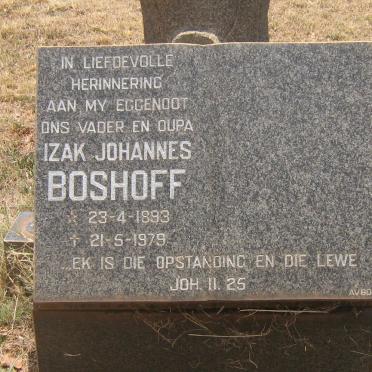 IN LIEFDEVOLLE
HERINNERING
AAN MY EGGENOOT
ONS VADER EN OUPA
IZAK JOHANNES
BOSHOFF
☆ 23-4-1893
† 21-5-1979
...EK IS DIE OPSTANDING EN DIE LEWE
JOH. 11. 25